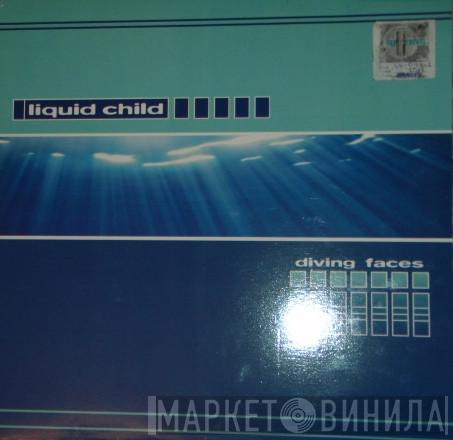 liquid child
diving faces
МАРКЕТ ВИНИЛА